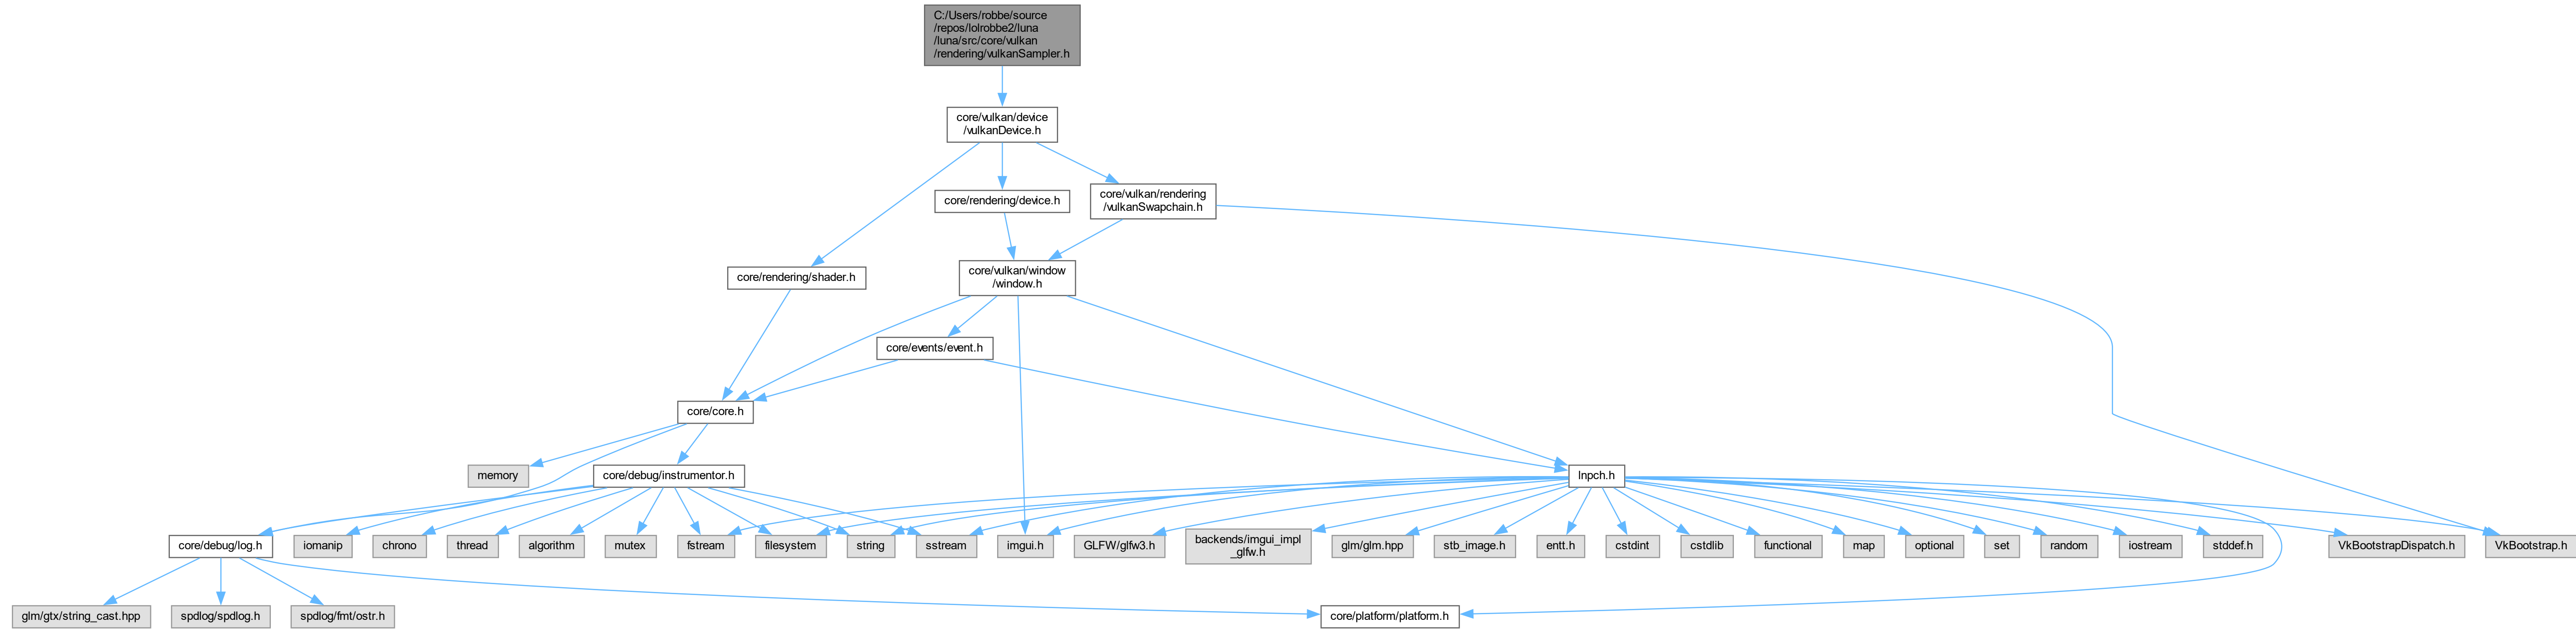 C:/Users/robbe/source
/repos/lolrobbe2/luna
/luna/src/core/vulkan
/rendering/vulkanSampler.h
core/vulkan/device
/vulkanDevice.h
core/rendering/device.h
core/vulkan/rendering
/vulkanSwapchain.h
core/rendering/shader.h
core/vulkan/window
/window.h
core/events/event.h
core/core.h
memory
core/debug/instrumentor.h
lnpch.h
core/debug/log.h
iomanip
chrono
thread
algorithm
mutex
fstream
filesystem
string
sstream
imgui.h
GLFW/glfw3.h
backends/imgui_impl
_glfw.h
glm/glm.hpp
stb_image.h
entt.h
cstdint
cstdlib
functional
map
optional
set
random
iostream
stddef.h
VkBootstrapDispatch.h
VkBootstrap.h
glm/gtx/string_cast.hpp
spdlog/spdlog.h
spdlog/fmt/ostr.h
core/platform/platform.h